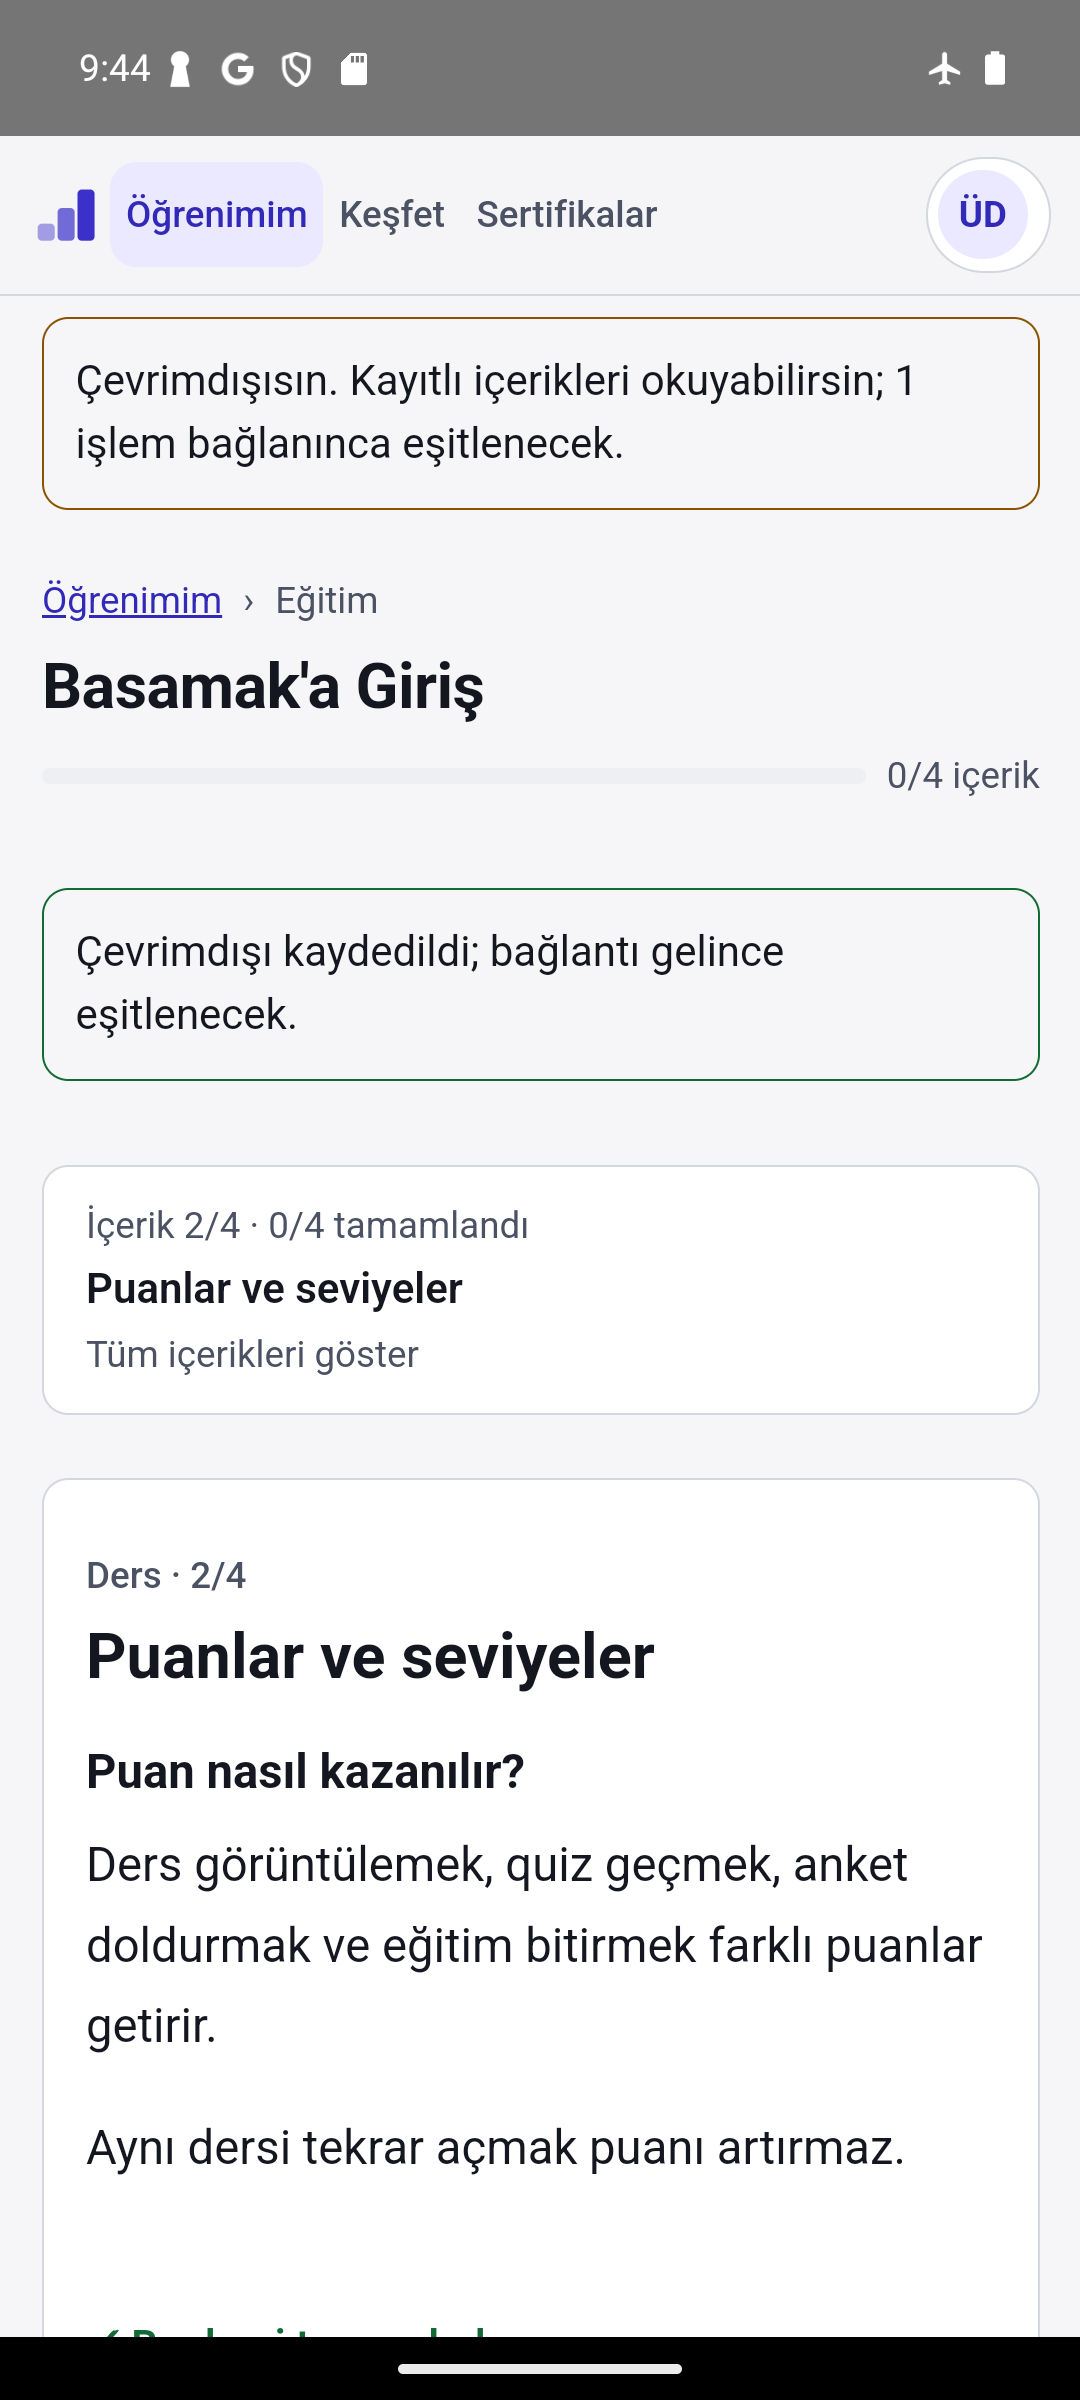 9:44
Öğrenimim Keşfet Sertifikalar ÜD
Çevrimdışısın. Kayıtlı içerikleri okuyabilirsin; 1
işlem bağlanınca eşitlenecek.
Öğrenimim › Eğitim
Basamak'a Giriş
0/4 içerik
Çevrimdışı kaydedildi; bağlantı gelince
eşitlenecek.
İçerik 2/4 · 0/4 tamamlandı
Puanlar ve seviyeler
Tüm içerikleri göster
Ders · 2/4
Puanlar ve seviyeler
Puan nasıl kazanılır?
Ders görüntülemek, quiz geçmek, anket
doldurmak ve eğitim bitirmek farklı puanlar
getirir.
Aynı dersi tekrar açmak puanı artırmaz.